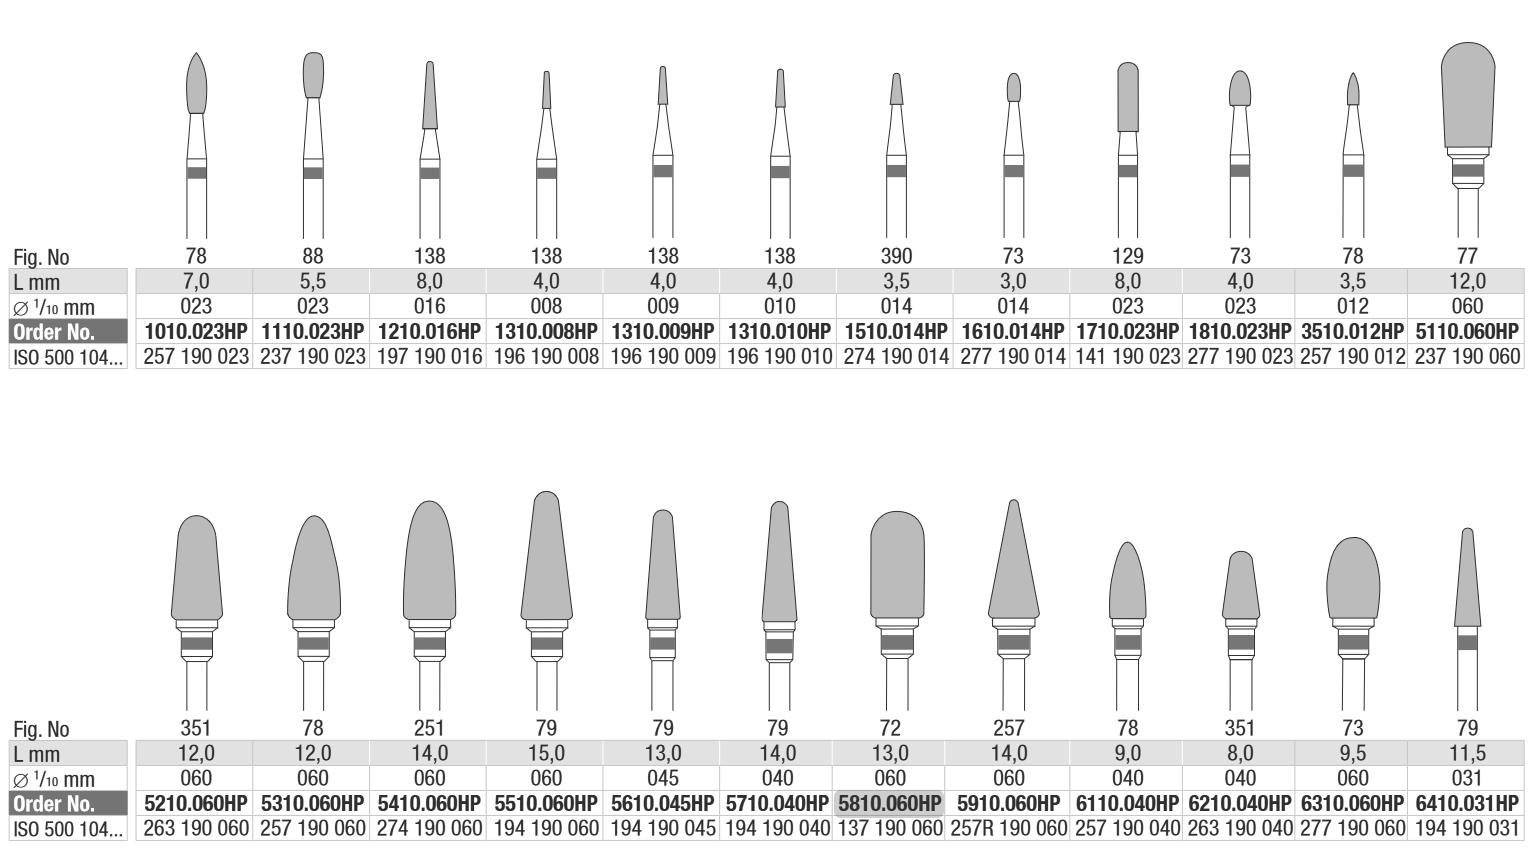 Fig. No 78 88 138 138 138 138 390 73 129 73 78 77
L mm 7,0 5,5 8,0 4,0 4,0 4,0 3,5 3,0 8,0 4,0 3,5 12,0
∅ 1/10 mm 023 023 016 008 009 010 014 014 023 023 012 060
Order No. 1010.023HP 1110.023HP 1210.016HP 1310.008HP 1310.009HP 1310.010HP 1510.014HP 1610.014HP 1710.023HP 1810.023HP 3510.012HP 5110.060HP
ISO 500 104... 257 190 023 237 190 023 197 190 016 196 190 008 196 190 009 196 190 010 274 190 014 277 190 014 141 190 023 277 190 023 257 190 012 237 190 060
Fig. No 351 78 251 79 79 79 72 257 78 351 73 79
L mm 12,0 12,0 14,0 15,0 13,0 14,0 13,0 14,0 9,0 8,0 9,5 11,5
∅ 1/10 mm 060 060 060 060 045 040 060 060 040 040 060 031
Order No. 5210.060HP 5310.060HP 5410.060HP 5510.060HP 5610.045HP 5710.040HP 5810.060HP 5910.060HP 6110.040HP 6210.040HP 6310.060HP 6410.031HP
ISO 500 104... 263 190 060 257 190 060 274 190 060 194 190 060 194 190 045 194 190 040 137 190 060 257R 190 060 257 190 040 263 190 040 277 190 060 194 190 031